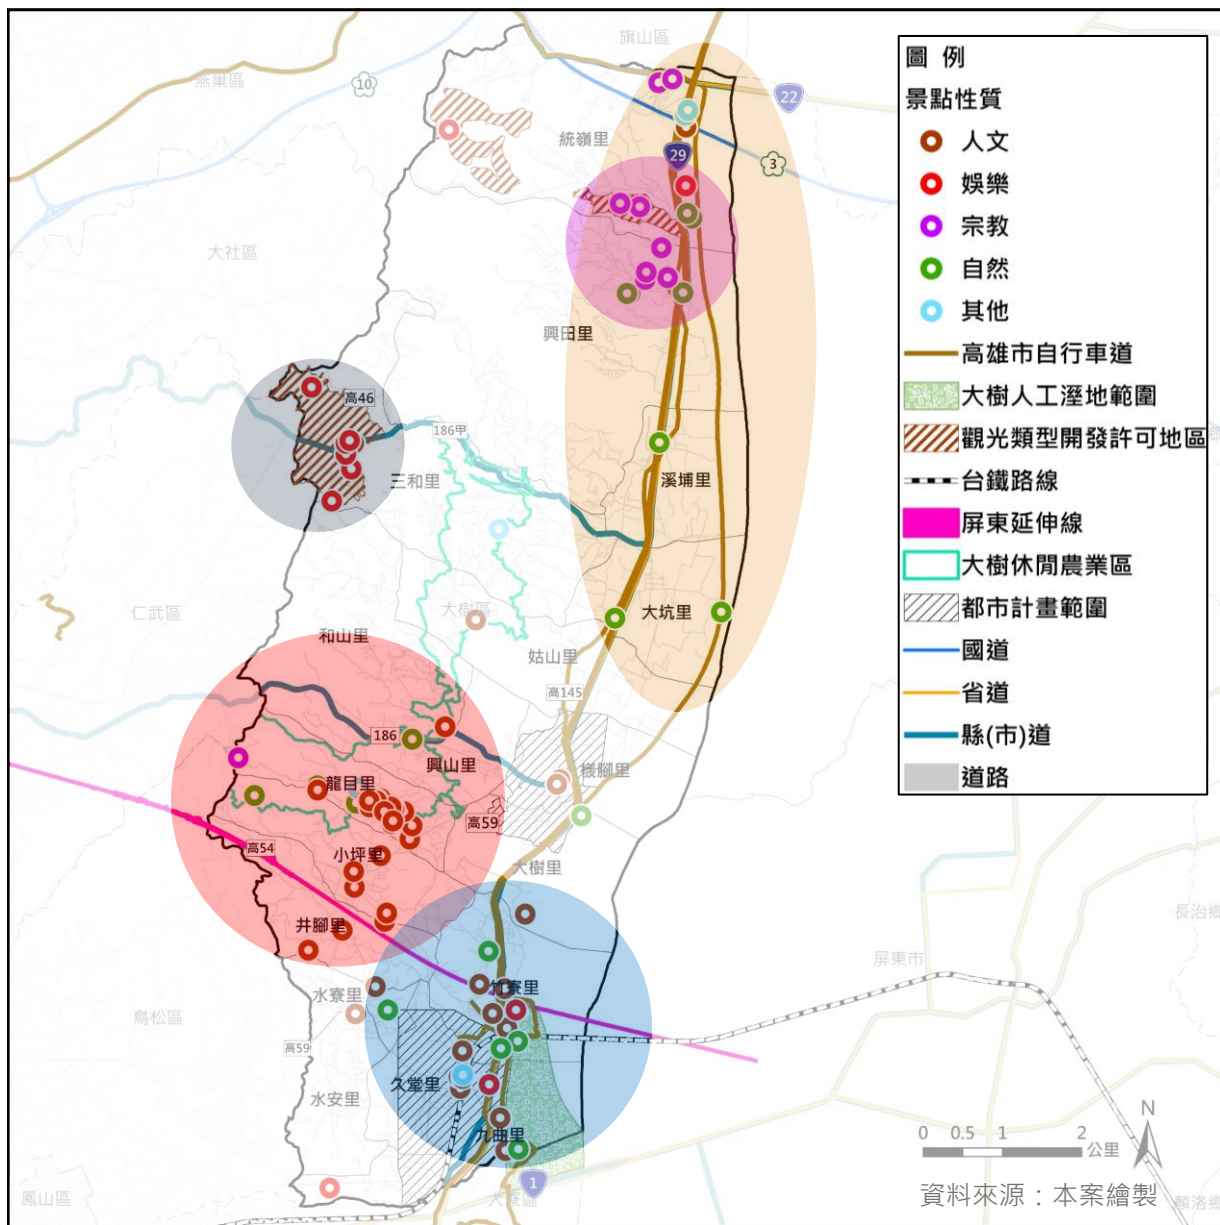 圖 例
景點性質
人文
娛樂
宗教
自然
其他
高雄市自行車道
大樹人工溼地範圍
觀光類型開發許可地區
台鐵路線
屏東延伸線
大樹休閒農業區
都市計畫範圍
國道
省道
縣(市)道
道路
旗山區
燕巢區
10
22
統嶺里
29
3
大社區
興田里
高46
186甲
三和里
溪埔里
仁武區
大樹區
大坑里
和山里
姑山里
高145
186
興山里
龍目里
檨腳里
高59
高54
小坪里
大樹里
井腳里
長治鄉
屏東市
水寮里
竹寮里
鳥松區
高59
久堂里
水安里
九曲里
N
0 0.5 1 2
公里
1
鳳山區
大寮區
資料來源：本案繪製
麟洛鄉